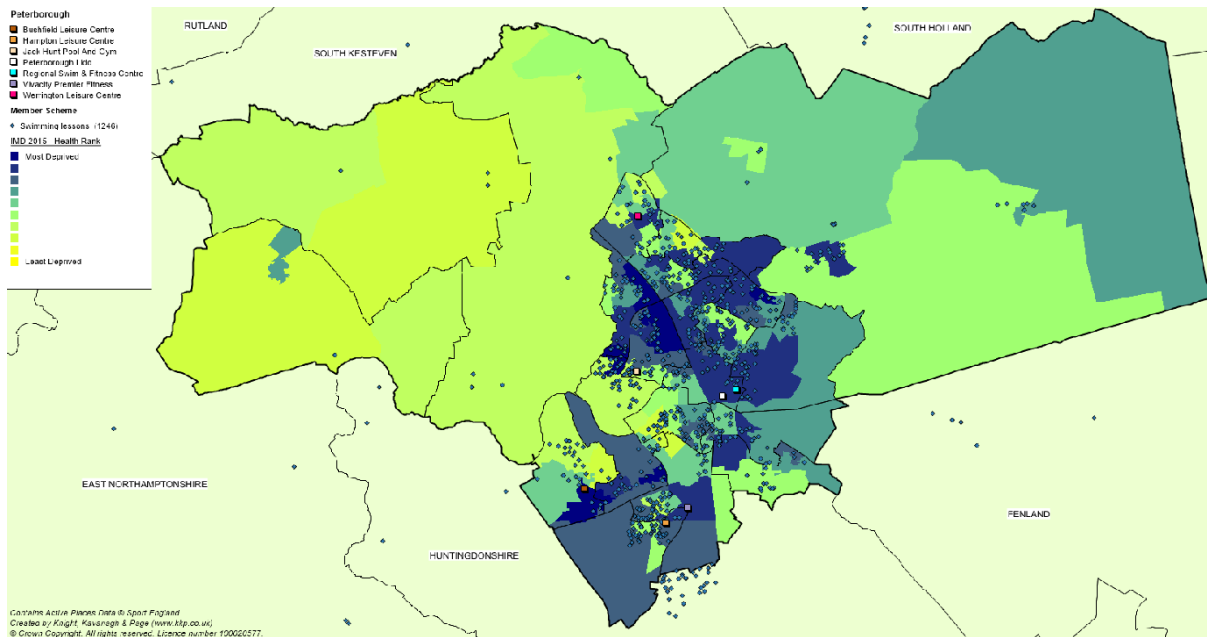 Peterborough
Bushfield Leisure Centre
Hampton Leisure Centre
Jack Hunt Pool And Gym
Peterborough Lido
Regional Swim & Fitness Centre
Vivacity Premier Fitness
Werrington Leisure Centre
Member Scheme
Swimming lessons (1246)
IMD 2015 Health Rank
Most Deprived
Least Deprived
RUTLAND
SOUTH KESTEVEN
SOUTH HOLLAND
EAST NORTHAMPTONSHIRE
HUNTINGDONSHIRE
FENLAND
Contains Active Places Data © Sport England
Created by Knight, Kavanagh & Page (www.kkp.co.uk)
© Crown Copyright. All rights reserved. Licence number 100020577.